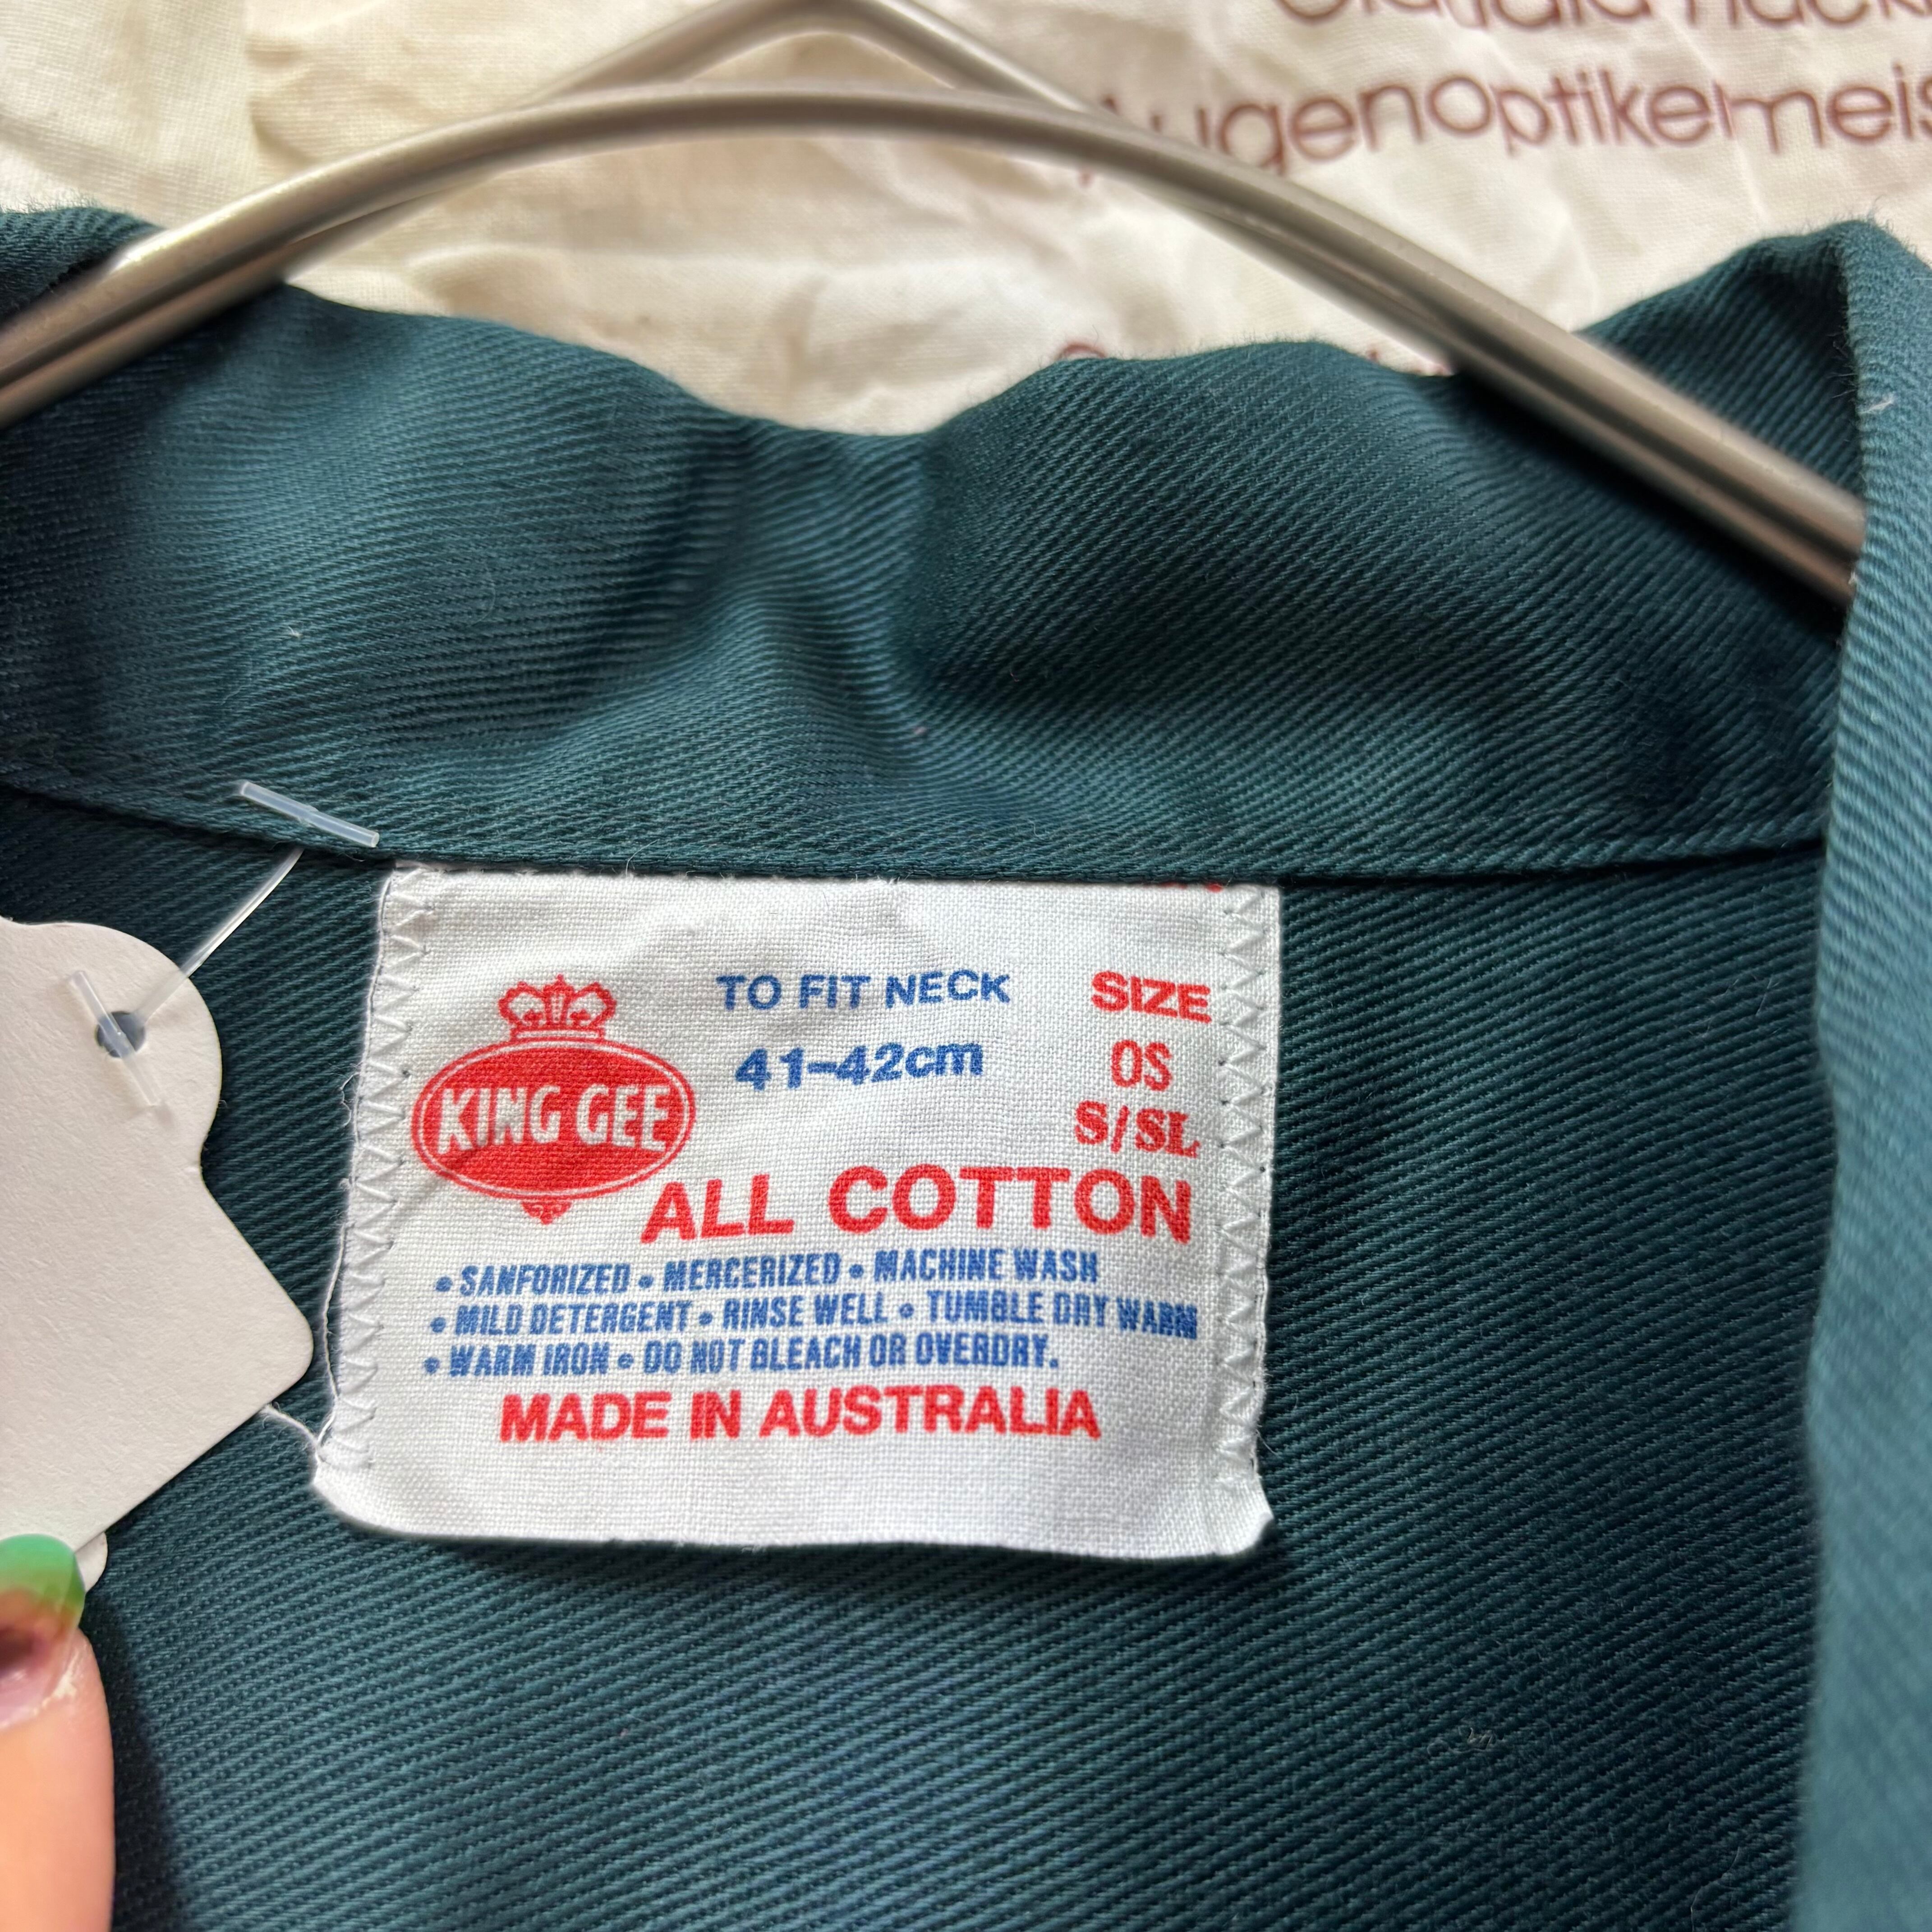 Augenoptikermeis
TO FIT NECK
41-42cm
SIZE
OS
S/SL
KING GEE
ALL COTTON
• SANFORIZED • MERCERIZED • MACHINE WASH
• MILD DETERGENT • RINSE WELL • TUMBLE DRY WARM
• WARM IRON • DO NOT BLEACH OR OVERDRY.
MADE IN AUSTRALIA